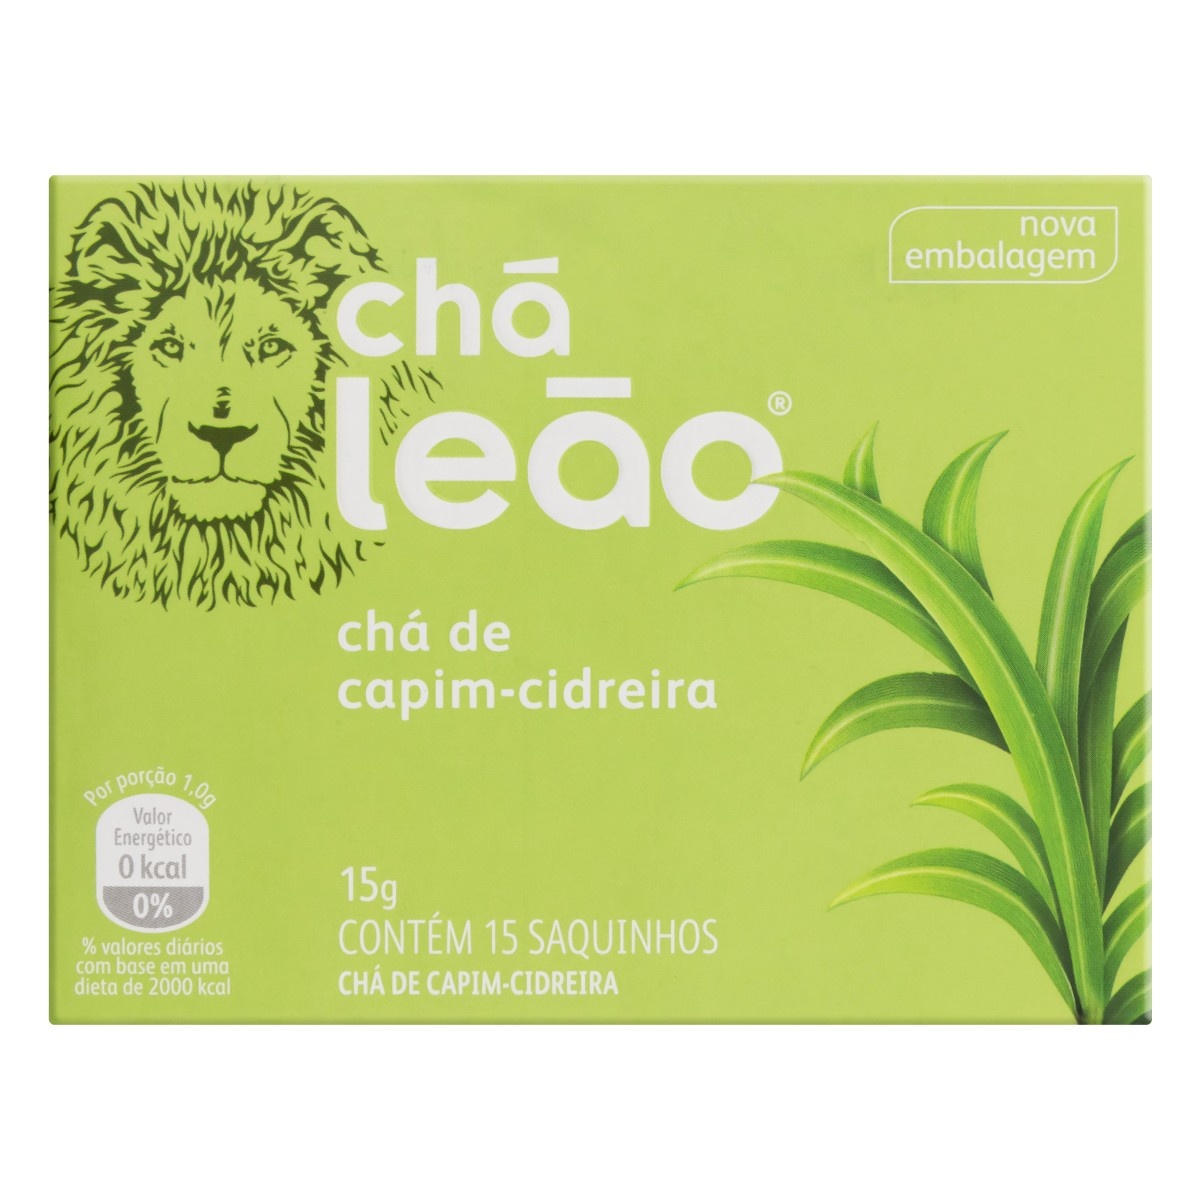 nova
embalagem
chá
leão®
chá de
capim-cidreira
Por porção 1,0g
Valor
Energético
0 kcal
0%
% valores diários
com base em uma
dieta de 2000 kcal
15g
CONTÉM 15 SAQUINHOS
CHÁ DE CAPIM-CIDREIRA